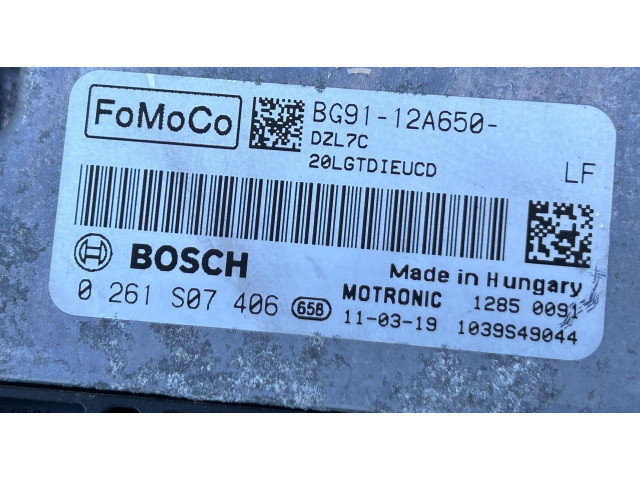 FoMoCo
BG91-12A650-
DZL7C
20LGTDIEUCD
LF
BOSCH
Made in Hungary
0 261 S07 406 658
MOTRONIC 1285 0091
11-03-19 1039S49044